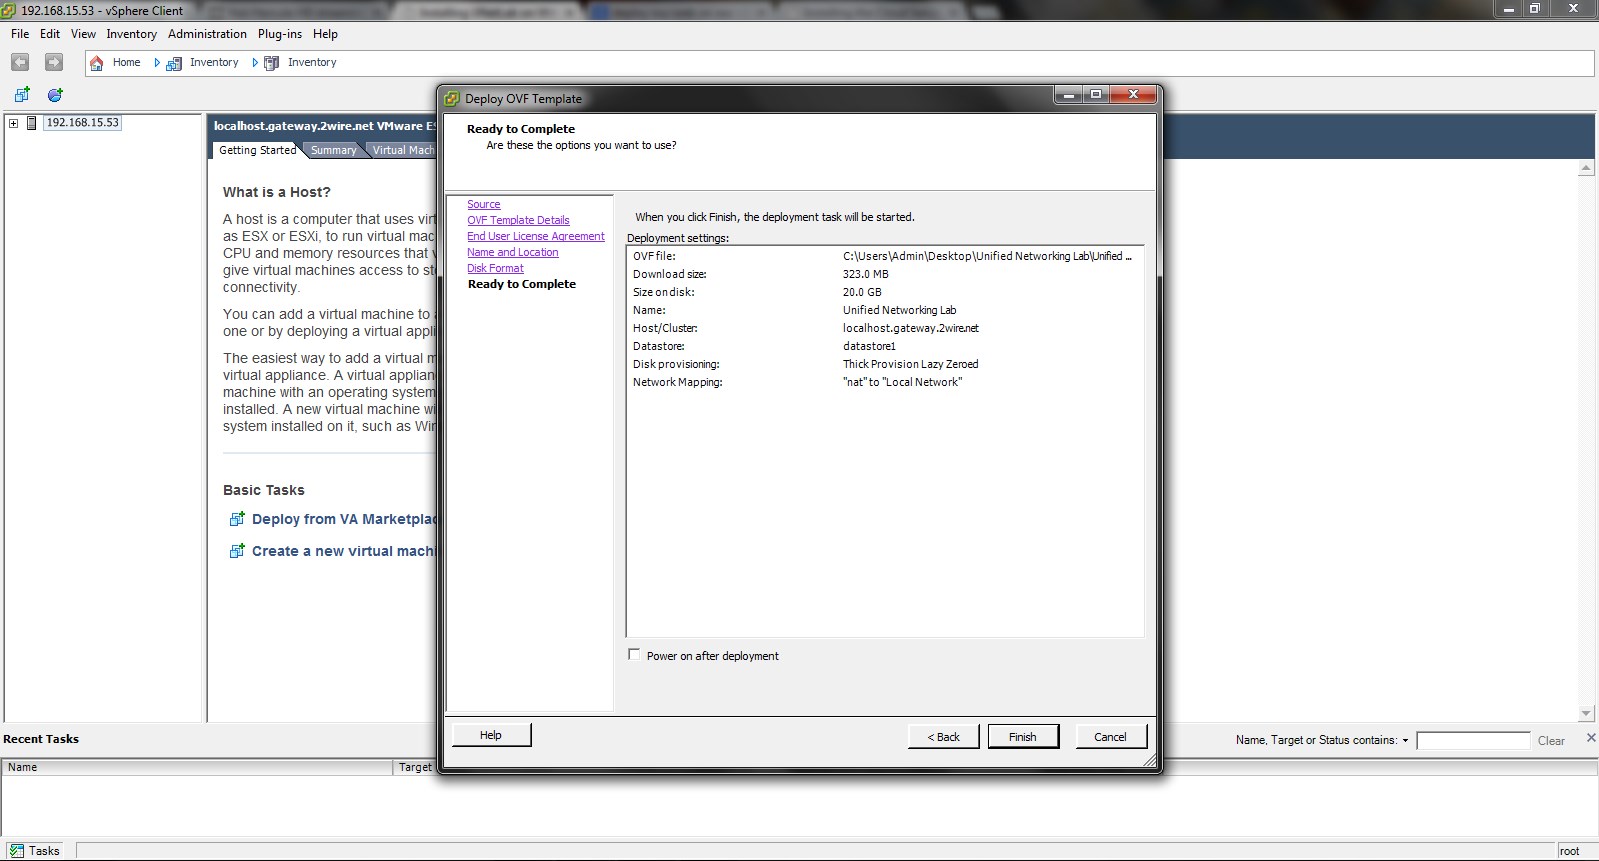 192.168.15.53 - vSphere Client
File Edit View Inventory Administration Plug-ins Help
Home Inventory Inventory
192.168.15.53
localhost.gateway.2wire.net VMware ES
Getting Started Summary Virtual Mach
What is a Host?
A host is a computer that uses virt
as ESX or ESXi, to run virtual mac
CPU and memory resources that v
give virtual machines access to st
connectivity.
You can add a virtual machine to a
one or by deploying a virtual appli
The easiest way to add a virtual m
virtual appliance. A virtual applian
machine with an operating system
installed. A new virtual machine wi
system installed on it, such as Win
Basic Tasks
Deploy from VA Marketplac
Create a new virtual machi
Deploy OVF Template
Ready to Complete
Are these the options you want to use?
Source
OVF Template Details
End User License Agreement
Name and Location
Disk Format
Ready to Complete
When you click Finish, the deployment task will be started.
Deployment settings:
OVF file: C:\Users\Admin\Desktop\Unified Networking Lab\Unified ...
Download size: 323.0 MB
Size on disk: 20.0 GB
Name: Unified Networking Lab
Host/Cluster: localhost.gateway.2wire.net
Datastore: datastore1
Disk provisioning: Thick Provision Lazy Zeroed
Network Mapping: "nat" to "Local Network"
Power on after deployment
Help < Back Finish Cancel
Recent Tasks Name, Target or Status contains: Clear
Name Target
Tasks root